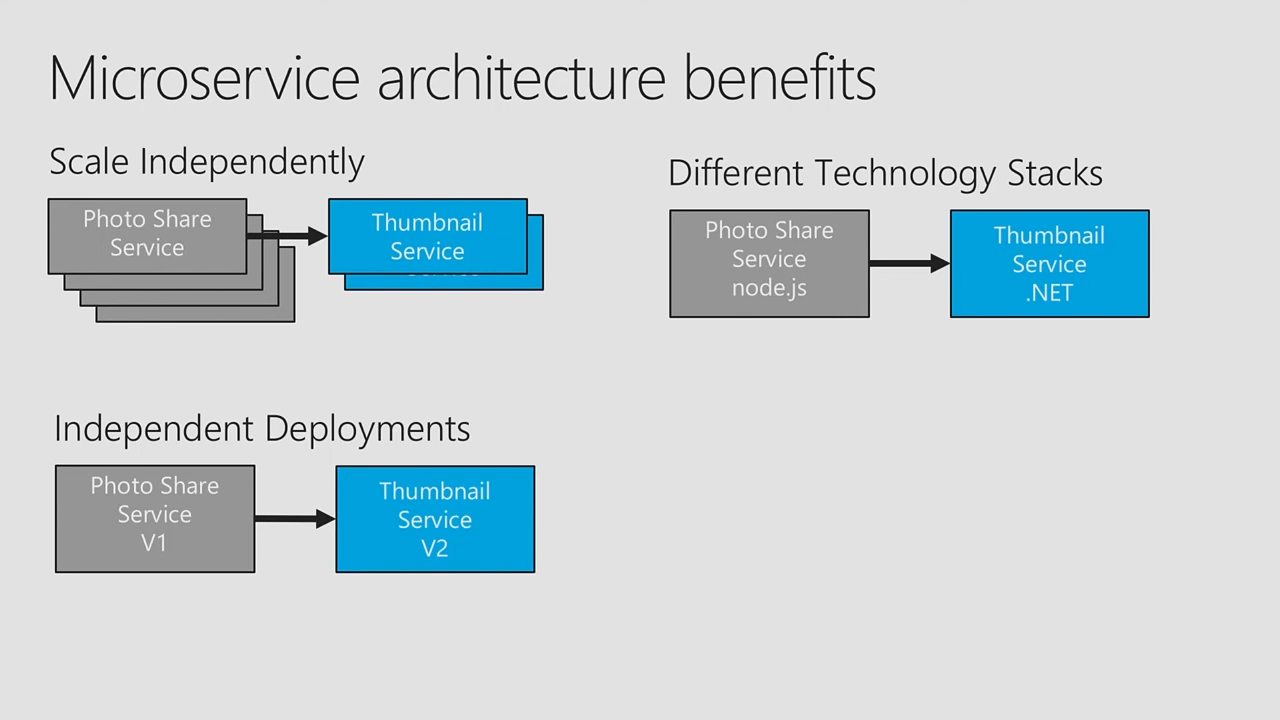 Microservice architecture benefits
Scale Independently
Photo Share
Service
Thumbnail
Service
Different Technology Stacks
Photo Share
Service
node.js
Thumbnail
Service
.NET
Independent Deployments
Photo Share
Service
V1
Thumbnail
Service
V2